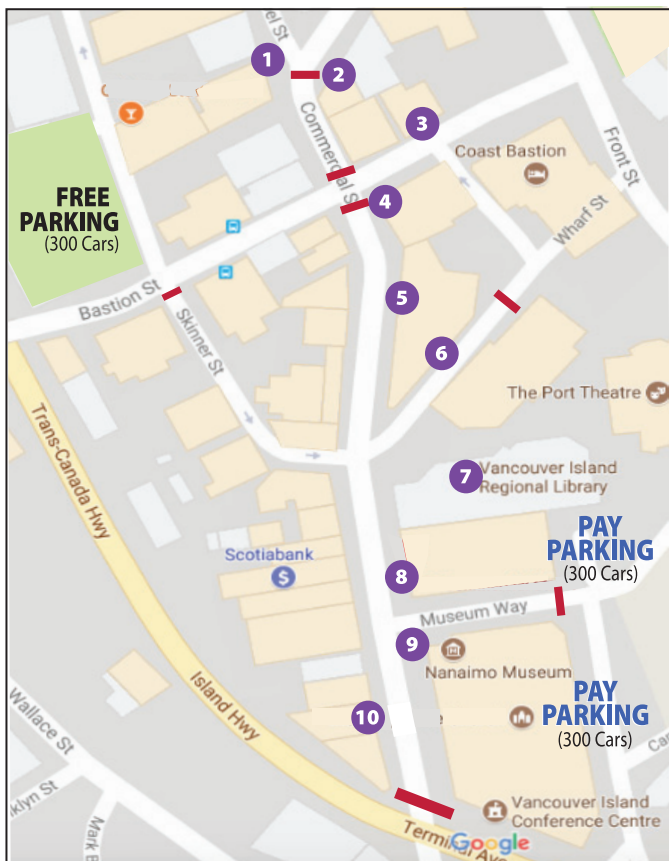 1
2
Commercial St
3
Coast Bastion
Front St
FREE
PARKING
(300 Cars)
4
Wharf St
Bastion St
5
Skinner St
6
The Port Theatre
Trans-Canada Hwy
7
Vancouver Island
Regional Library
PAY
PARKING
(300 Cars)
Scotiabank
$
8
Museum Way
9
Nanaimo Museum
Island Hwy
PAY
PARKING
(300 Cars)
10
Wallace St
Vancouver Island
Conference Centre
Terminal Ave
Google